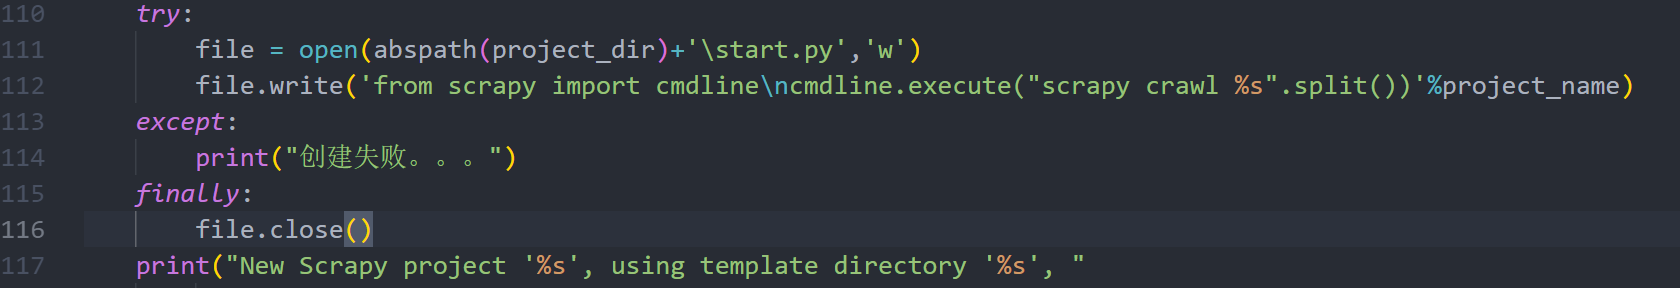 110 try:
111 file = open(abspath(project_dir)+'\start.py','w')
112 file.write('from scrapy import cmdline\ncmdline.execute("scrapy crawl %s".split())'%project_name)
113 except:
114 print("创建失败。。。")
115 finally:
116 file.close()
117 print("New Scrapy project '%s', using template directory '%s', "